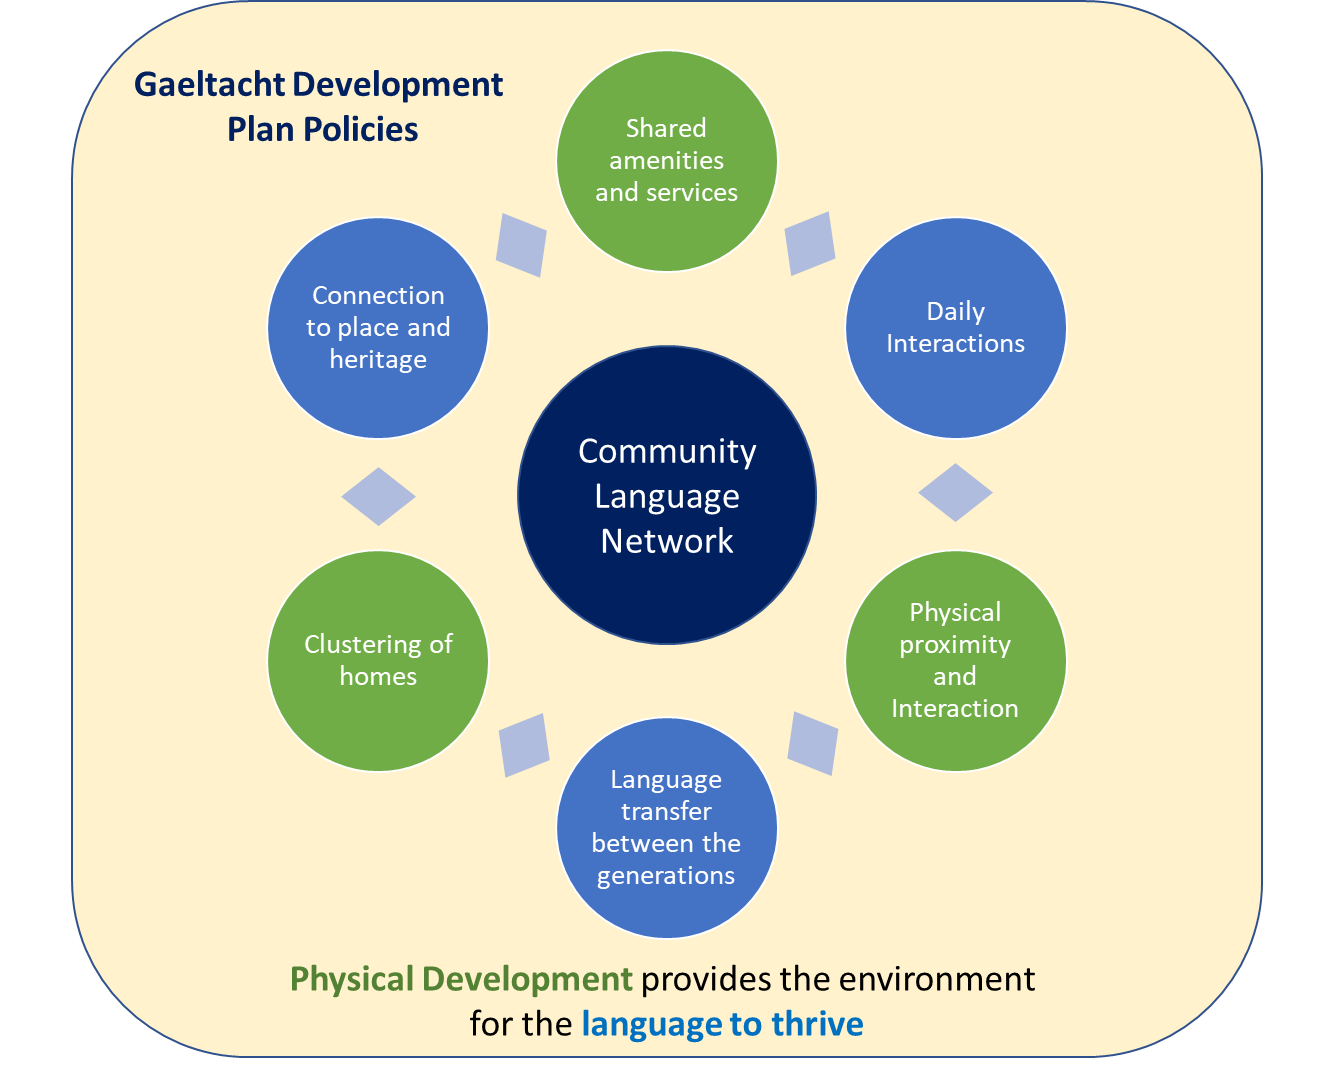 Gaeltacht Development
Plan Policies
Shared
amenities
and services
Daily
Interactions
Physical
proximity
and
Interaction
Language
transfer
between the
generations
Clustering of
homes
Connection
to place and
heritage
Community
Language
Network
Physical Development provides the environment
for the language to thrive